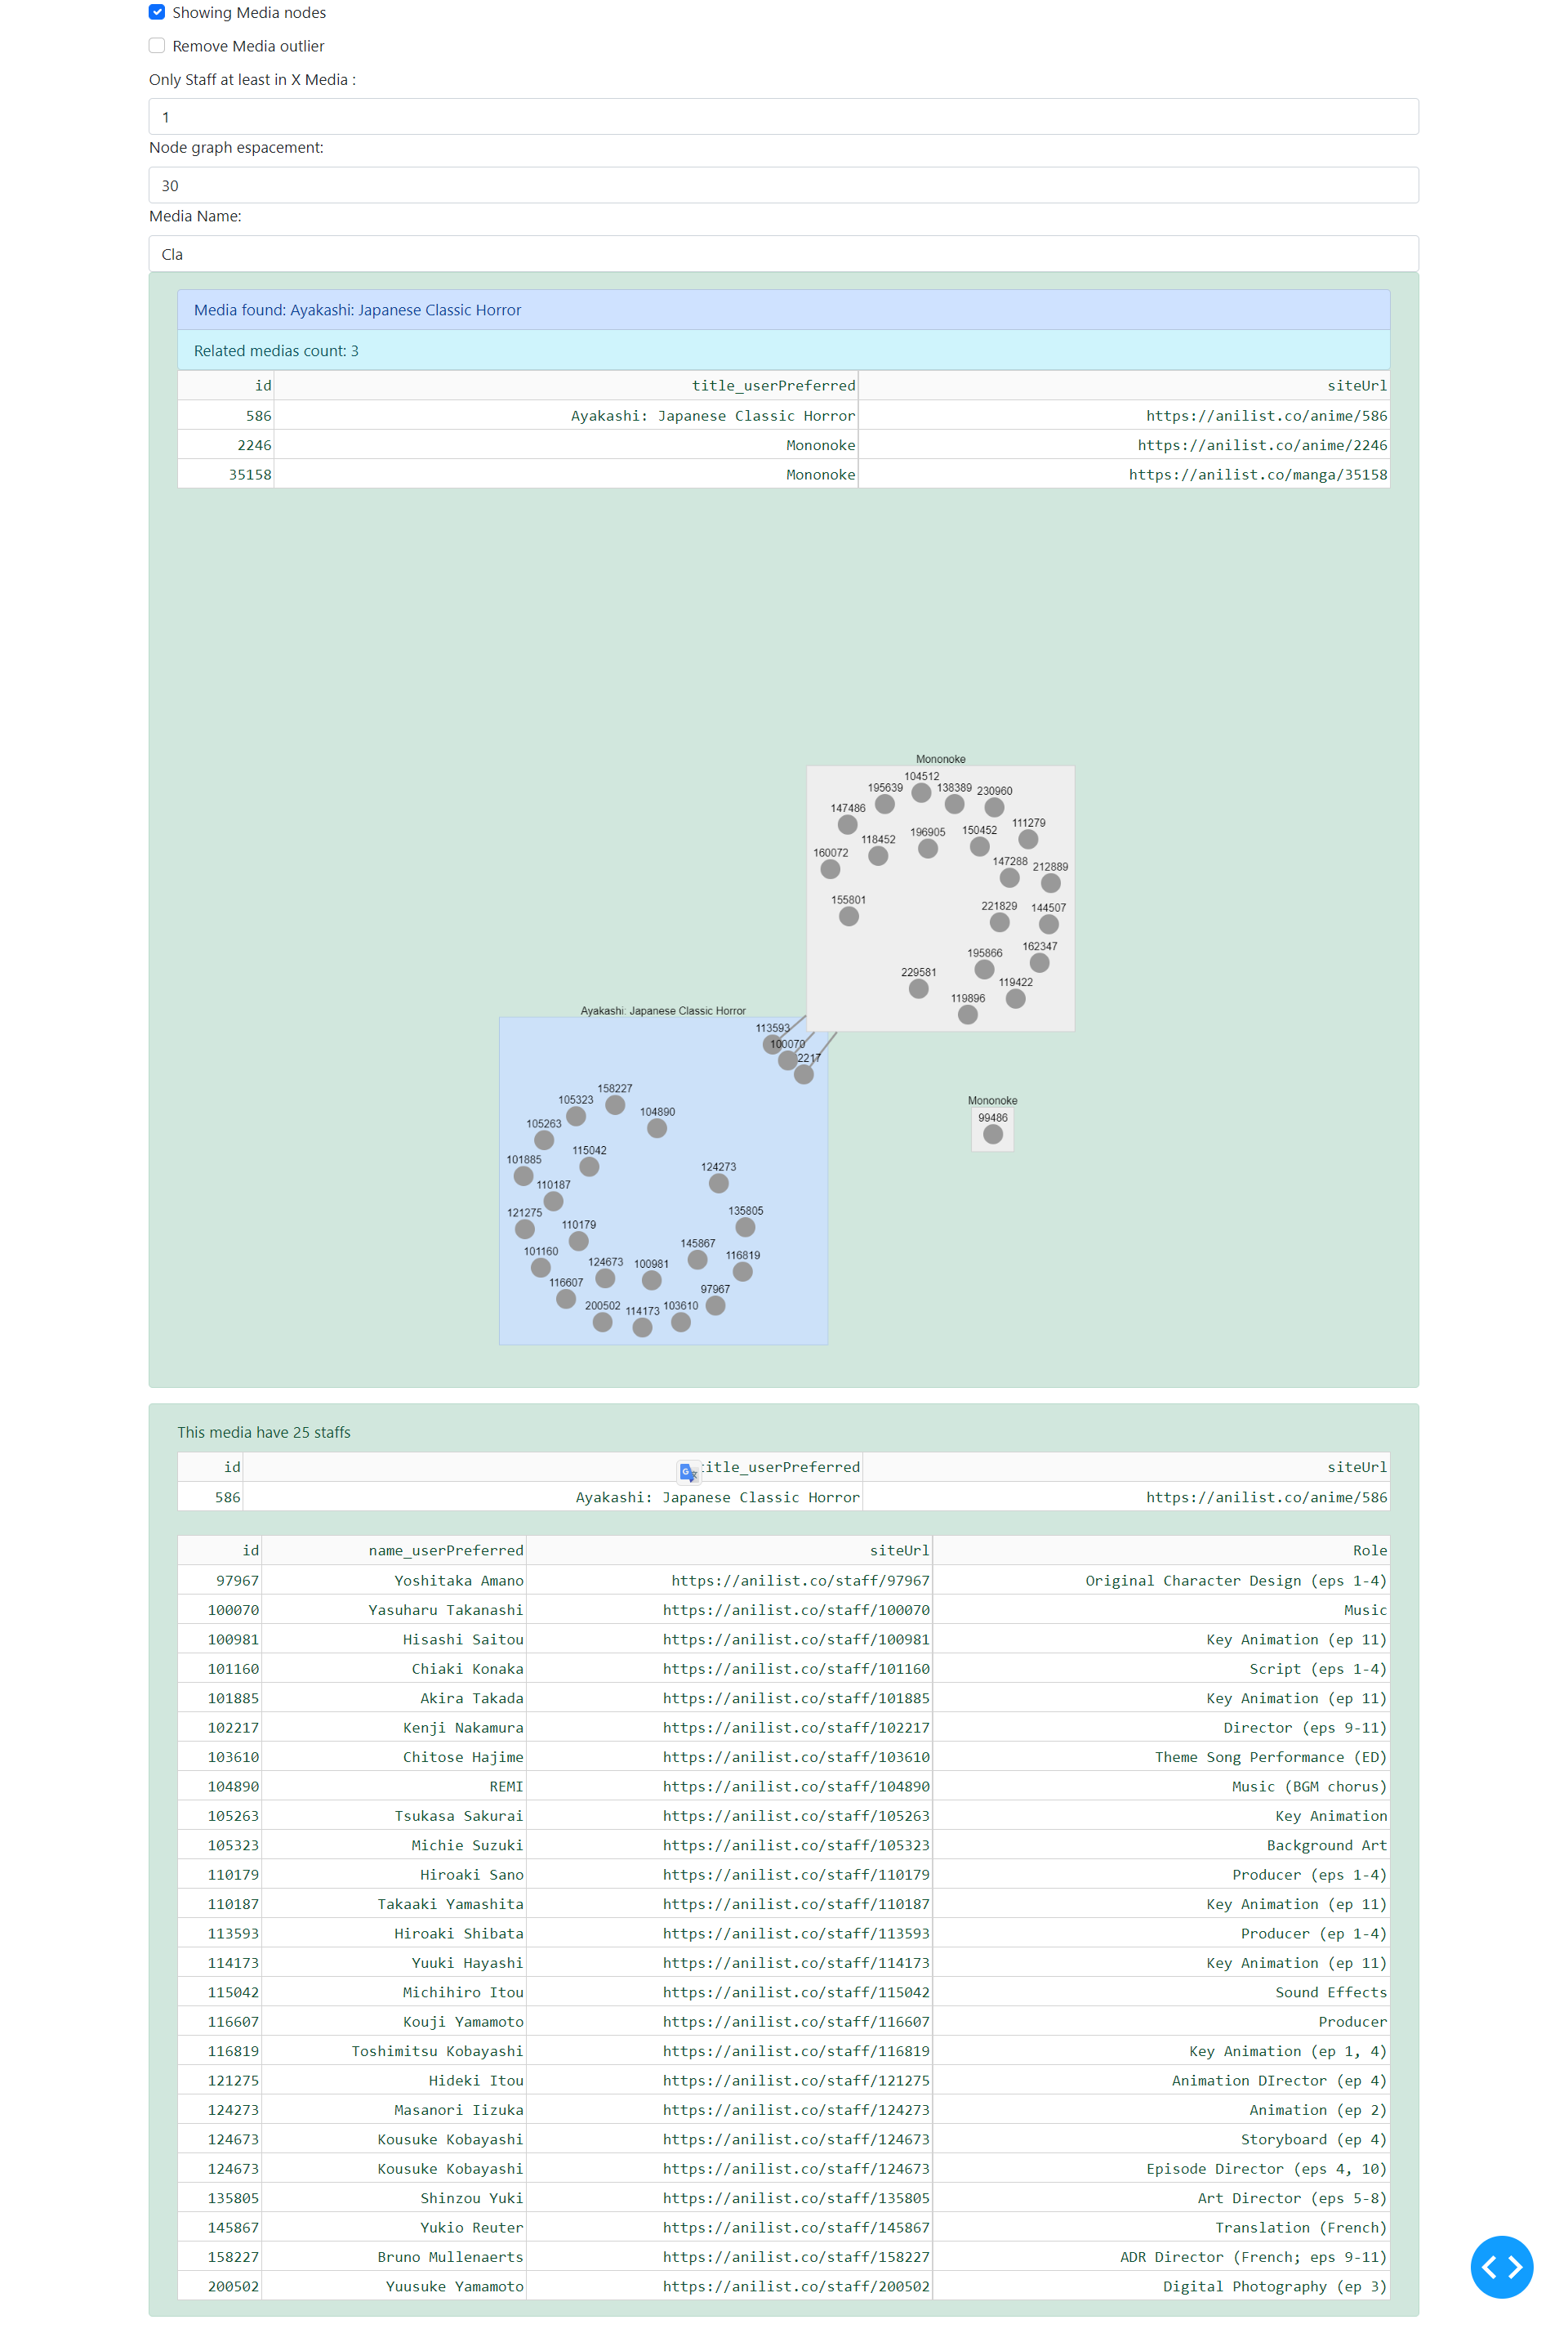 Showing Media nodes
Remove Media outlier
Only Staff at least in X Media :
1
Node graph espacement:
30
Media Name:
Cla
Media found: Ayakashi: Japanese Classic Horror
Related medias count: 3
id title_userPreferred siteUrl
586 Ayakashi: Japanese Classic Horror https://anilist.co/anime/586
2246 Mononoke https://anilist.co/anime/2246
35158 Mononoke https://anilist.co/manga/35158
Mononoke
104512
195639 138389 230960
147486
111279
118452 196905 150452
160072
147288 212889
155801
221829 144507
162347
195866
229581
119422
119896
Ayakashi: Japanese Classic Horror
113593
100070
2217
158227
105323
104890
105263
115042
101885
124273
110187
121275
135805
110179
145867
101160
116819
124673 100981
116607
97967
200502 114173 103610
Mononoke
99486
This media have 25 staffs
id title_userPreferred siteUrl
586 Ayakashi: Japanese Classic Horror https://anilist.co/anime/586
id name_userPreferred siteUrl Role
97967 Yoshitaka Amano https://anilist.co/staff/97967 Original Character Design (eps 1-4)
100070 Yasuharu Takanashi https://anilist.co/staff/100070 Music
100981 Hisashi Saitou https://anilist.co/staff/100981 Key Animation (ep 11)
101160 Chiaki Konaka https://anilist.co/staff/101160 Script (eps 1-4)
101885 Akira Takada https://anilist.co/staff/101885 Key Animation (ep 11)
102217 Kenji Nakamura https://anilist.co/staff/102217 Director (eps 9-11)
103610 Chitose Hajime https://anilist.co/staff/103610 Theme Song Performance (ED)
104890 REMI https://anilist.co/staff/104890 Music (BGM chorus)
105263 Tsukasa Sakurai https://anilist.co/staff/105263 Key Animation
105323 Michie Suzuki https://anilist.co/staff/105323 Background Art
110179 Hiroaki Sano https://anilist.co/staff/110179 Producer (eps 1-4)
110187 Takaaki Yamashita https://anilist.co/staff/110187 Key Animation (ep 11)
113593 Hiroaki Shibata https://anilist.co/staff/113593 Producer (ep 1-4)
114173 Yuuki Hayashi https://anilist.co/staff/114173 Key Animation (ep 11)
115042 Michihiro Itou https://anilist.co/staff/115042 Sound Effects
116607 Kouji Yamamoto https://anilist.co/staff/116607 Producer
116819 Toshimitsu Kobayashi https://anilist.co/staff/116819 Key Animation (ep 1, 4)
121275 Hideki Itou https://anilist.co/staff/121275 Animation DIrector (ep 4)
124273 Masanori Iizuka https://anilist.co/staff/124273 Animation (ep 2)
124673 Kousuke Kobayashi https://anilist.co/staff/124673 Storyboard (ep 4)
124673 Kousuke Kobayashi https://anilist.co/staff/124673 Episode Director (eps 4, 10)
135805 Shinzou Yuki https://anilist.co/staff/135805 Art Director (eps 5-8)
145867 Yukio Reuter https://anilist.co/staff/145867 Translation (French)
158227 Bruno Mullenaerts https://anilist.co/staff/158227 ADR Director (French; eps 9-11)
200502 Yuusuke Yamamoto https://anilist.co/staff/200502 Digital Photography (ep 3)